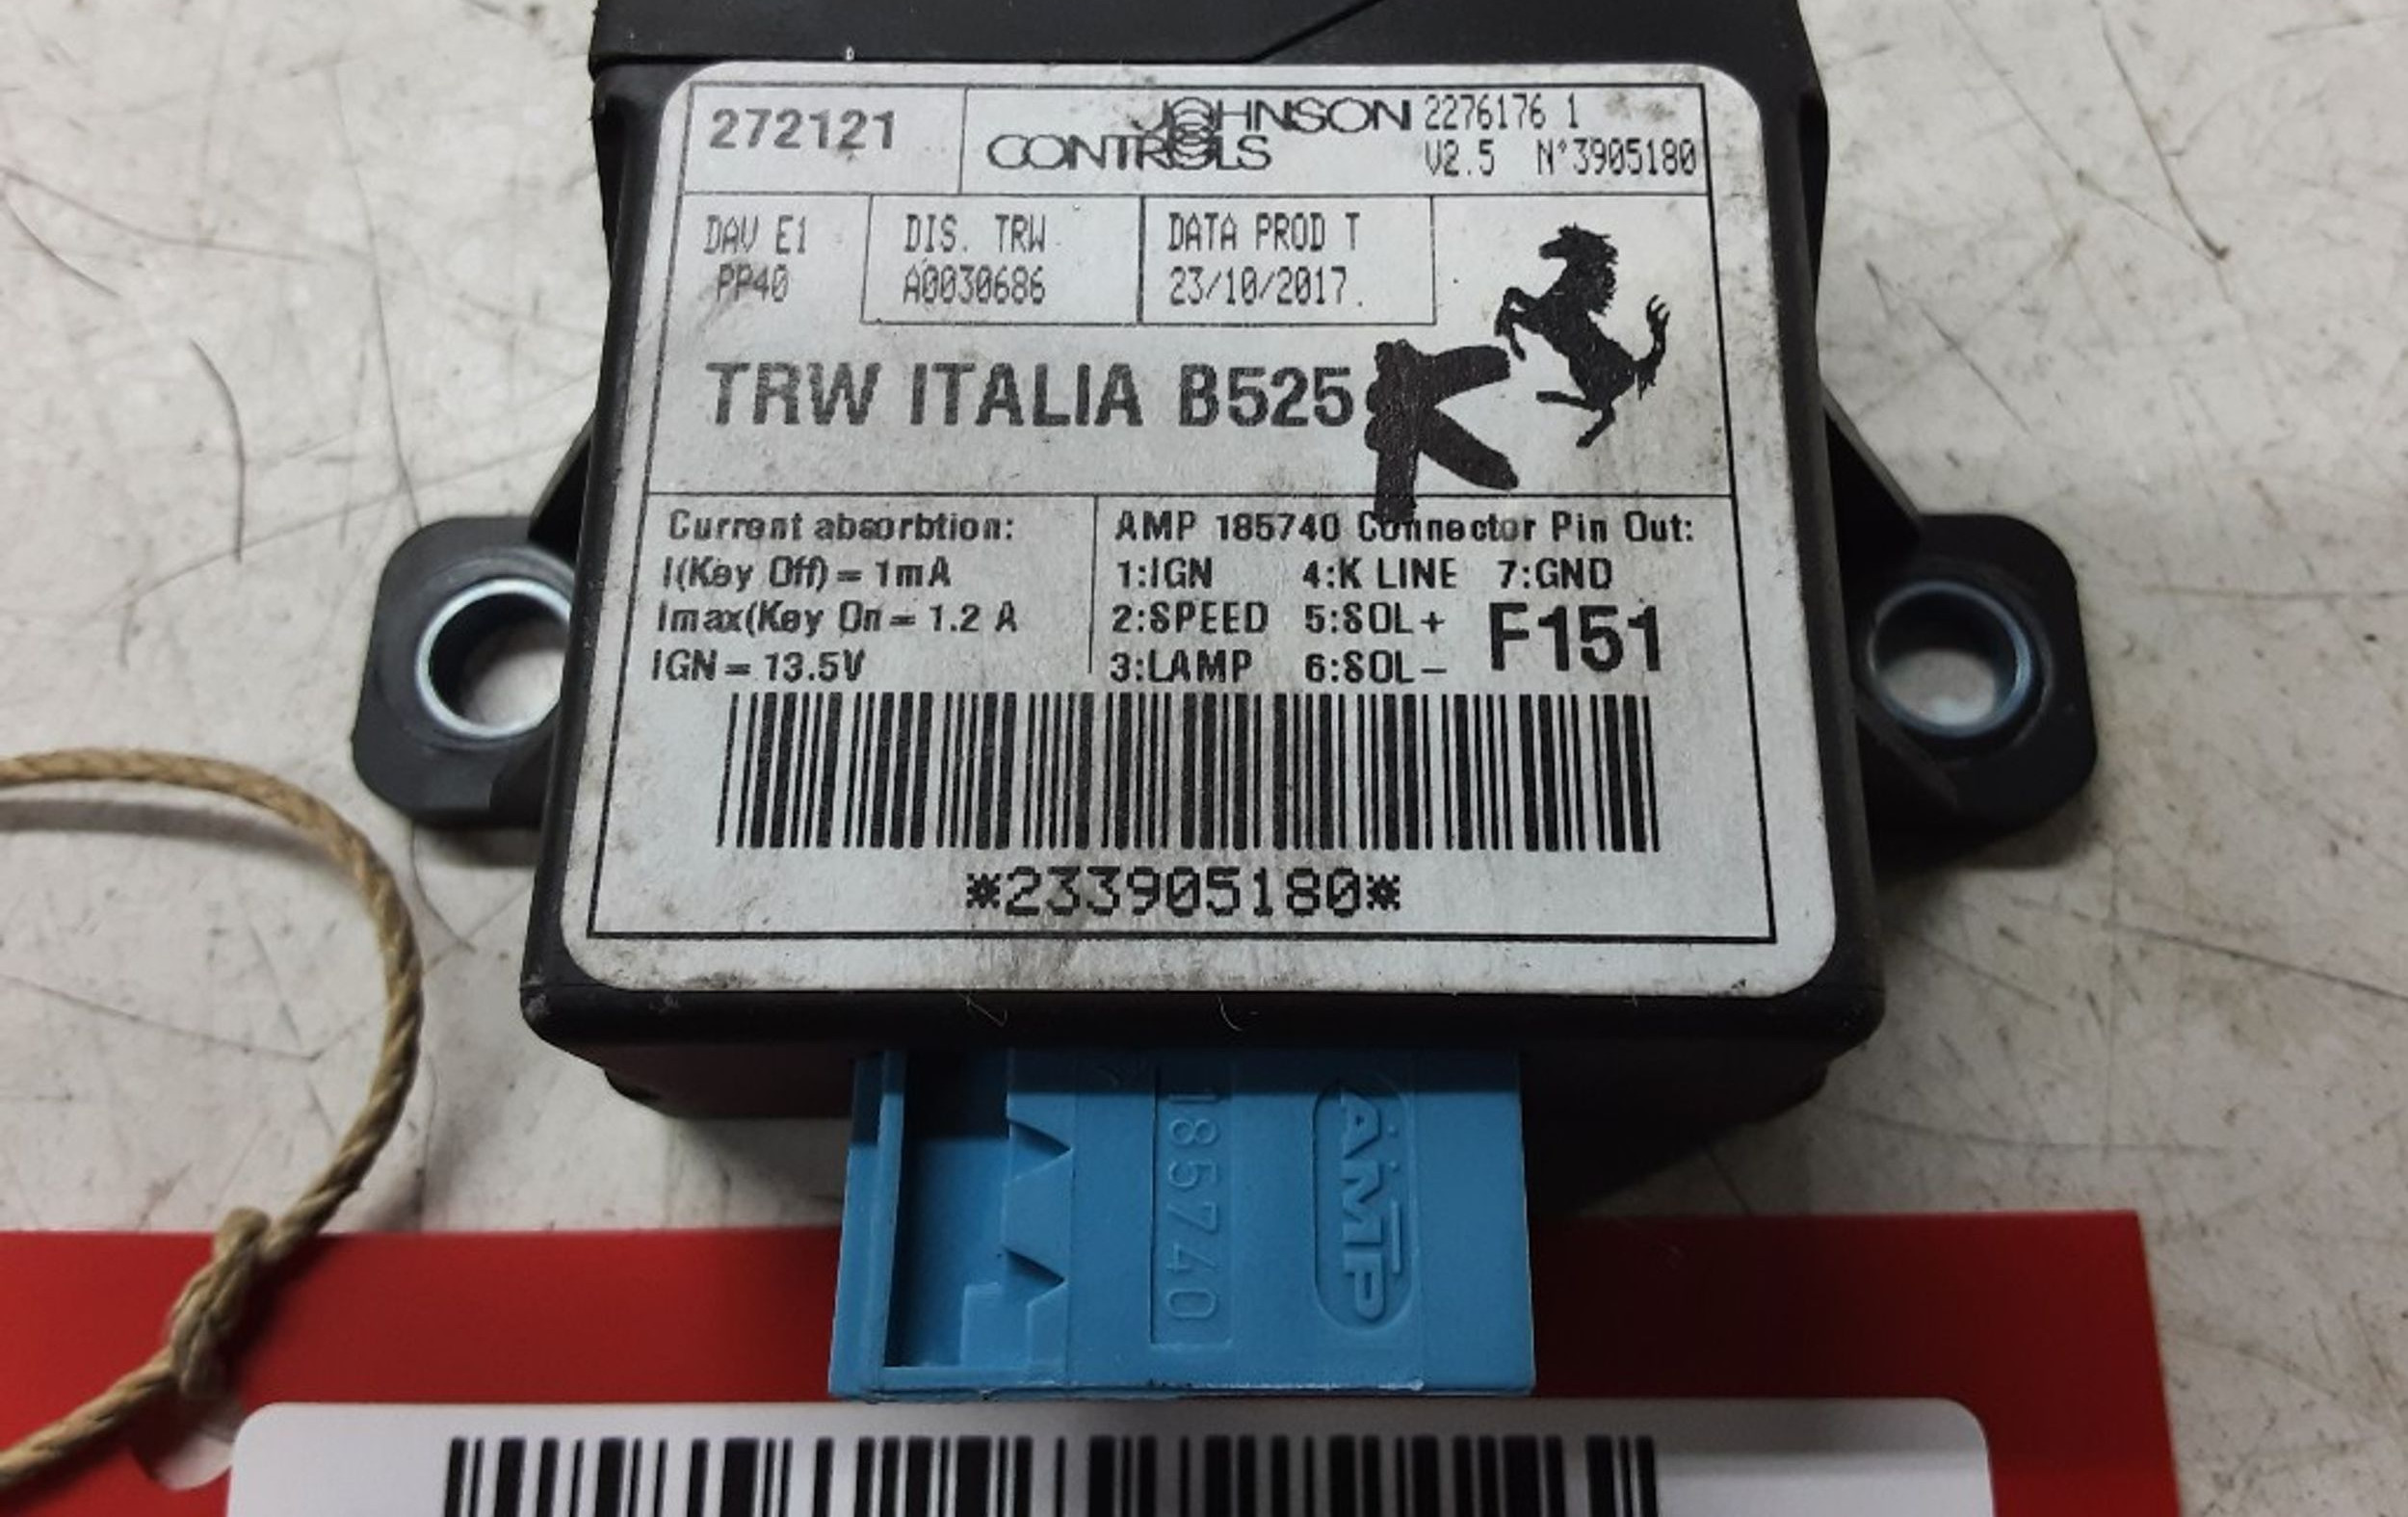 272121
JOHNSON
CONTROLS
2276176 1
V2.5 N°3905180
DAV E1
PP40
DIS. TRW
A0030686
DATA PROD T
23/10/2017.
TRW ITALIA B525
K
Current absorbtion:
I(Key Off) = 1mA
Imax(Key On = 1.2 A
IGN = 13.5V
AMP 185740 Connector Pin Out:
1:IGN 4:K LINE 7:GND
2:SPEED 5:SOL+
3:LAMP 6:SOL-
F151
*233905180*
185740
AMP